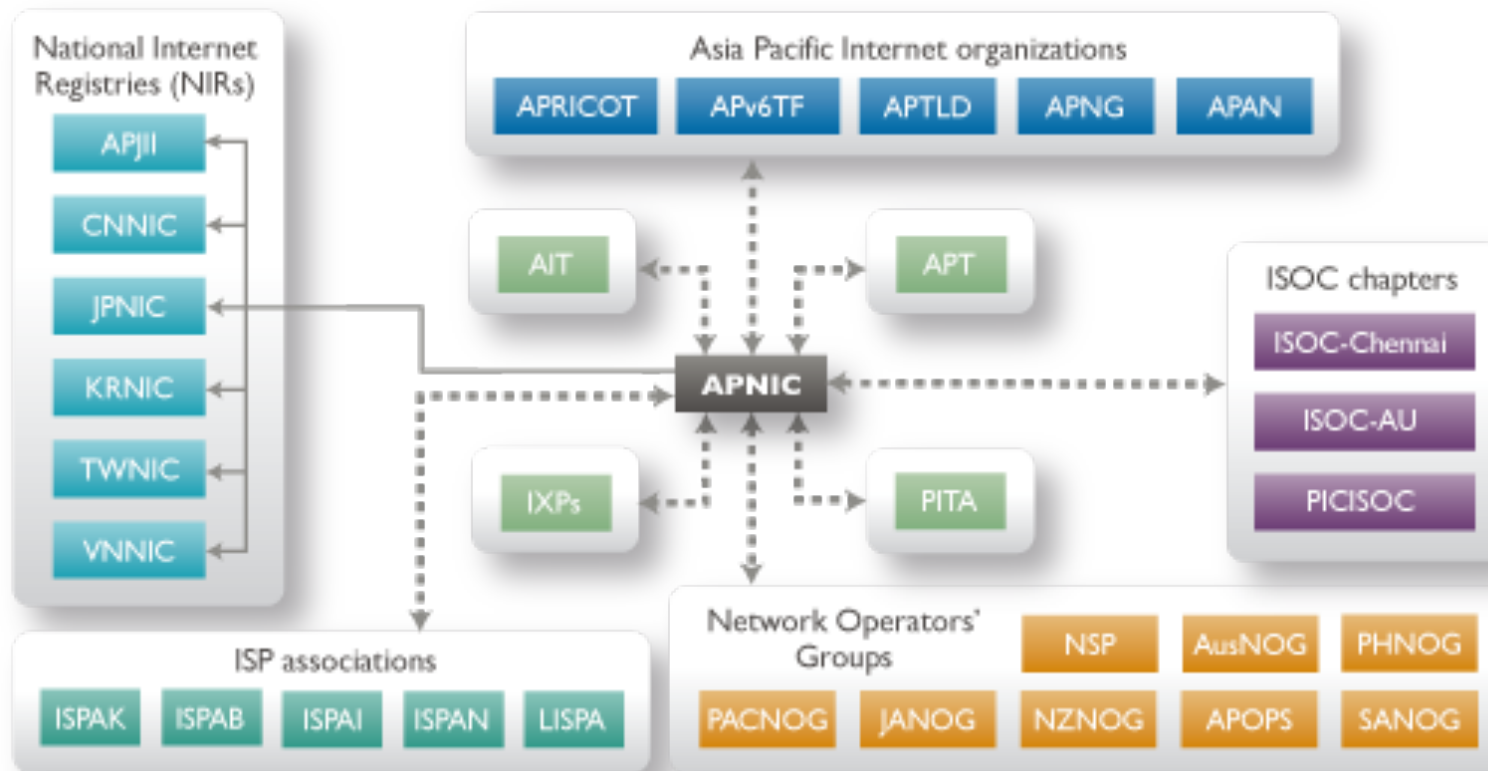 National Internet
Registries (NIRs)
APJII
CNNIC
JPNIC
KRNIC
TWNIC
VNNIC
Asia Pacific Internet organizations
APRICOT
APv6TF
APTLD
APNG
APAN
AIT
APT
APNIC
IXPs
PITA
ISOC chapters
ISOC-Chennai
ISOC-AU
PICISOC
ISP associations
ISPAK
ISPAB
ISPAI
ISPAN
LISPA
Network Operators'
Groups
NSP
AusNOG
PHNOG
PACNOG
JANOG
NZNOG
APOPS
SANOG